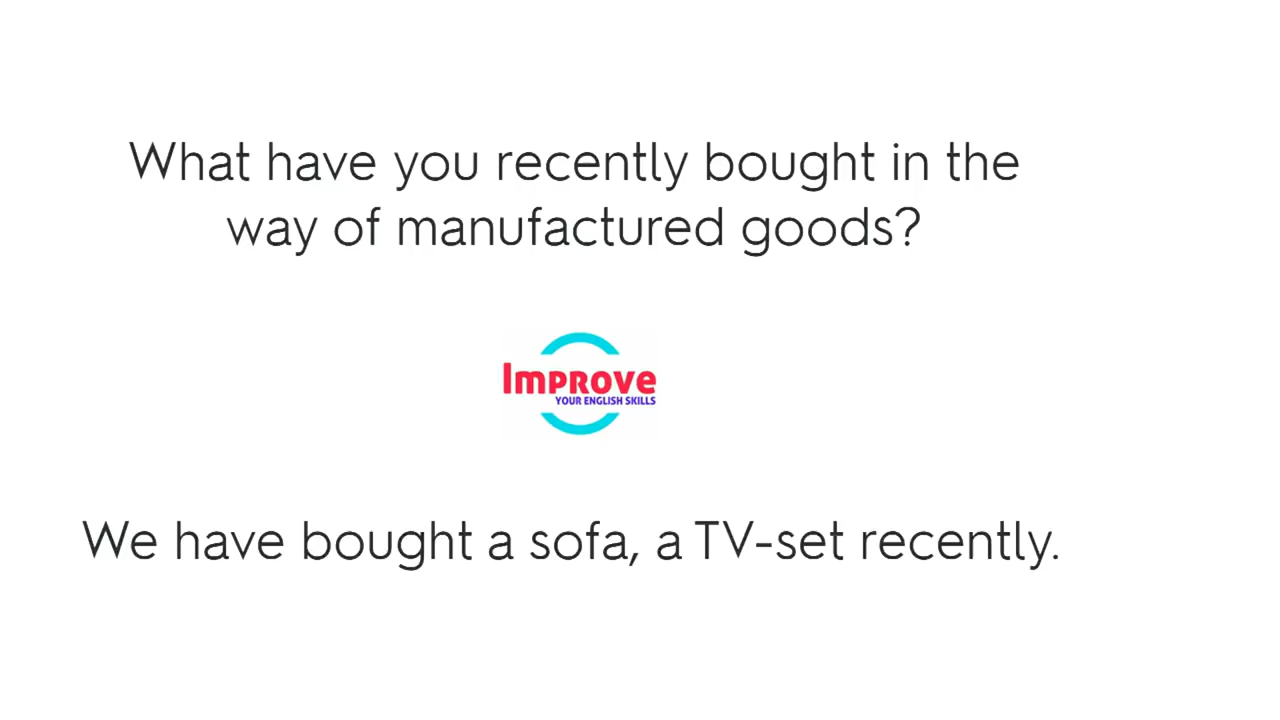 What have you recently bought in the
way of manufactured goods?
Improve
YOUR ENGLISH SKILLS
We have bought a sofa, a TV-set recently.